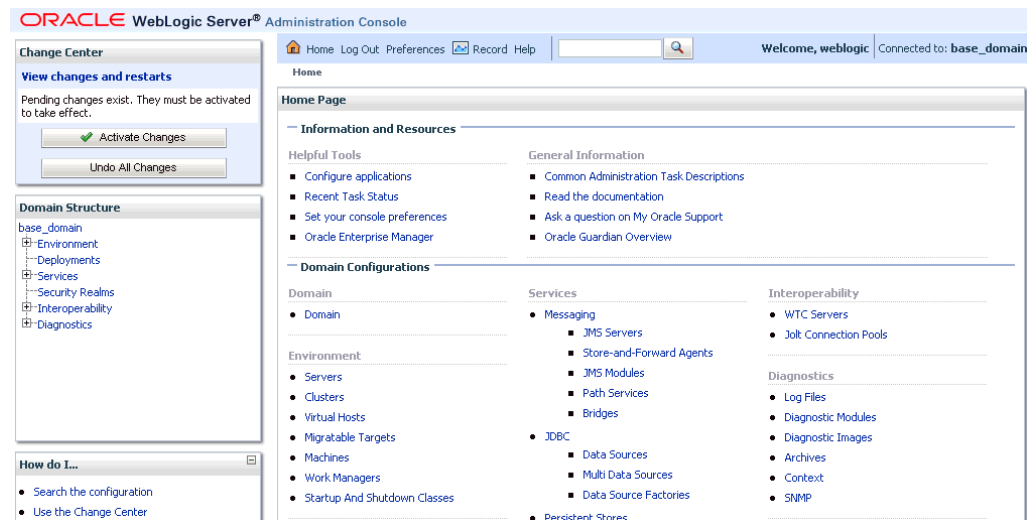 ORACLE WebLogic Server® Administration Console
Change Center
View changes and restarts
Pending changes exist. They must be activated
to take effect.
Activate Changes
Undo All Changes
Domain Structure
base_domain
Environment
Deployments
Services
Security Realms
Interoperability
Diagnostics
How do I...
Search the configuration
Use the Change Center
Home Log Out Preferences Record Help
Welcome, weblogic Connected to: base_domain
Home
Home Page
Information and Resources
Helpful Tools
Configure applications
Recent Task Status
Set your console preferences
Oracle Enterprise Manager
General Information
Common Administration Task Descriptions
Read the documentation
Ask a question on My Oracle Support
Oracle Guardian Overview
Domain Configurations
Domain
Domain
Environment
Servers
Clusters
Virtual Hosts
Migratable Targets
Machines
Work Managers
Startup And Shutdown Classes
Services
Messaging
JMS Servers
Store-and-Forward Agents
JMS Modules
Path Services
Bridges
JDBC
Data Sources
Multi Data Sources
Data Source Factories
Persistent Stores
Interoperability
WTC Servers
Jolt Connection Pools
Diagnostics
Log Files
Diagnostic Modules
Diagnostic Images
Archives
Context
SNMP